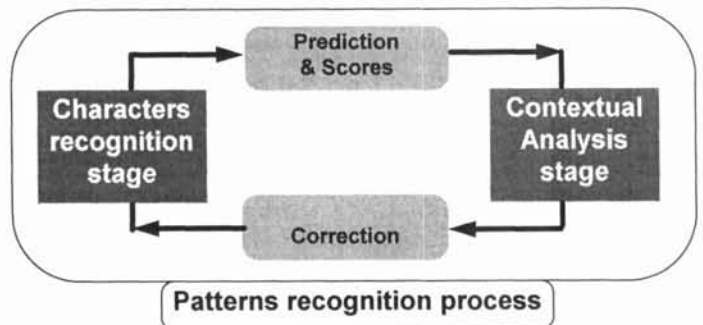 Prediction
& Scores
Characters
recognition
stage
Contextual
Analysis
stage
Correction
Patterns recognition process